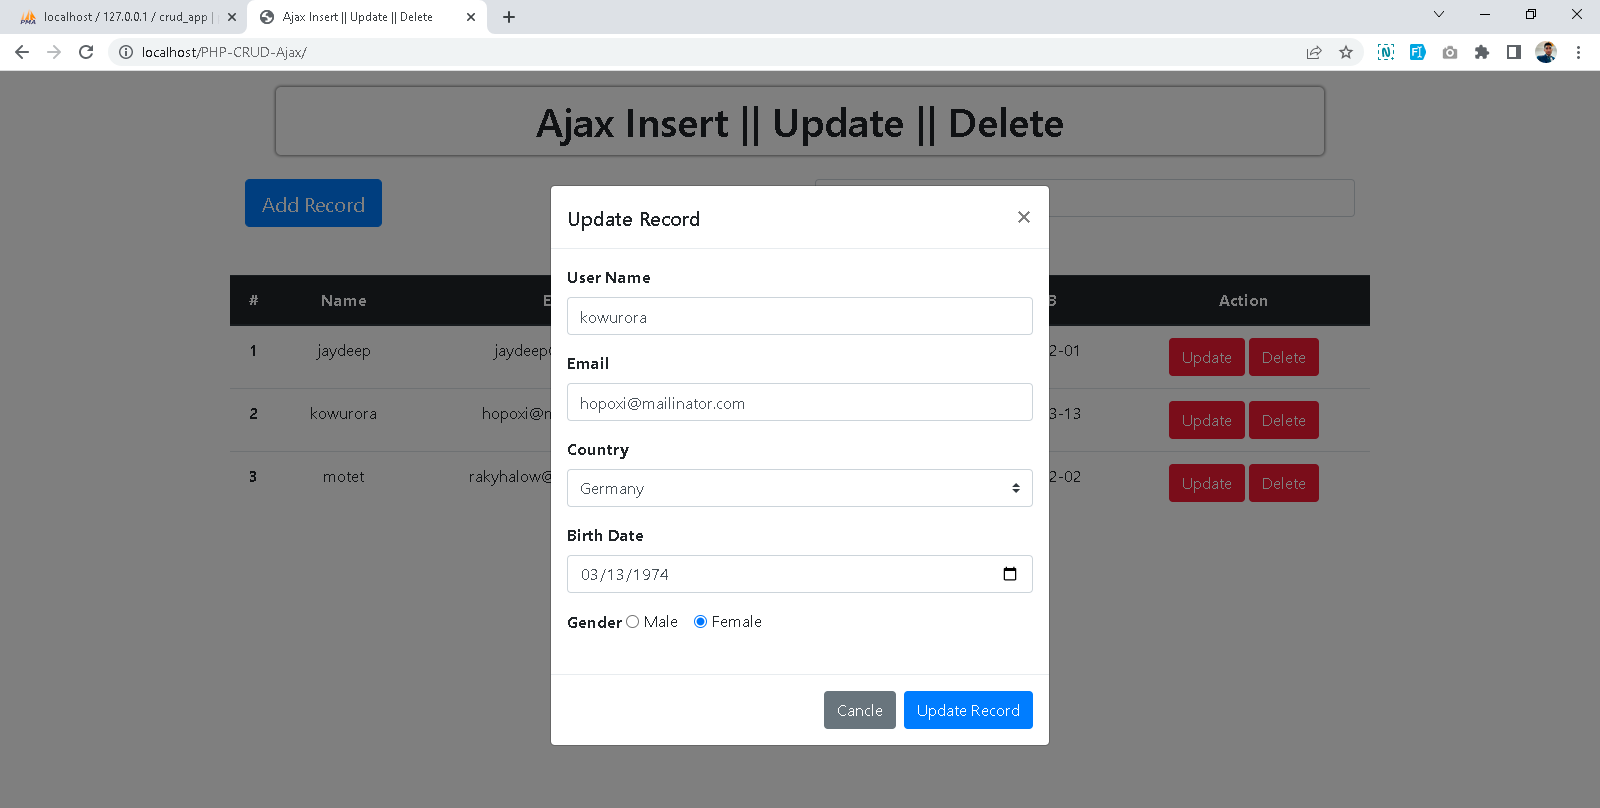 localhost / 127.0.0.1 / crud_app |
Ajax Insert || Update || Delete
localhost/PHP-CRUD-Ajax/
Ajax Insert || Update || Delete
Add Record
# Name E B Action
1 jaydeep jaydeep 2-01 Update Delete
2 kowurora hopoxi@m 3-13 Update Delete
3 motet rakyhalow@ 2-02 Update Delete
Update Record ×
User Name
kowurora
Email
hopoxi@mailinator.com
Country
Germany
Birth Date
03/13/1974
Gender Male Female
Cancle Update Record